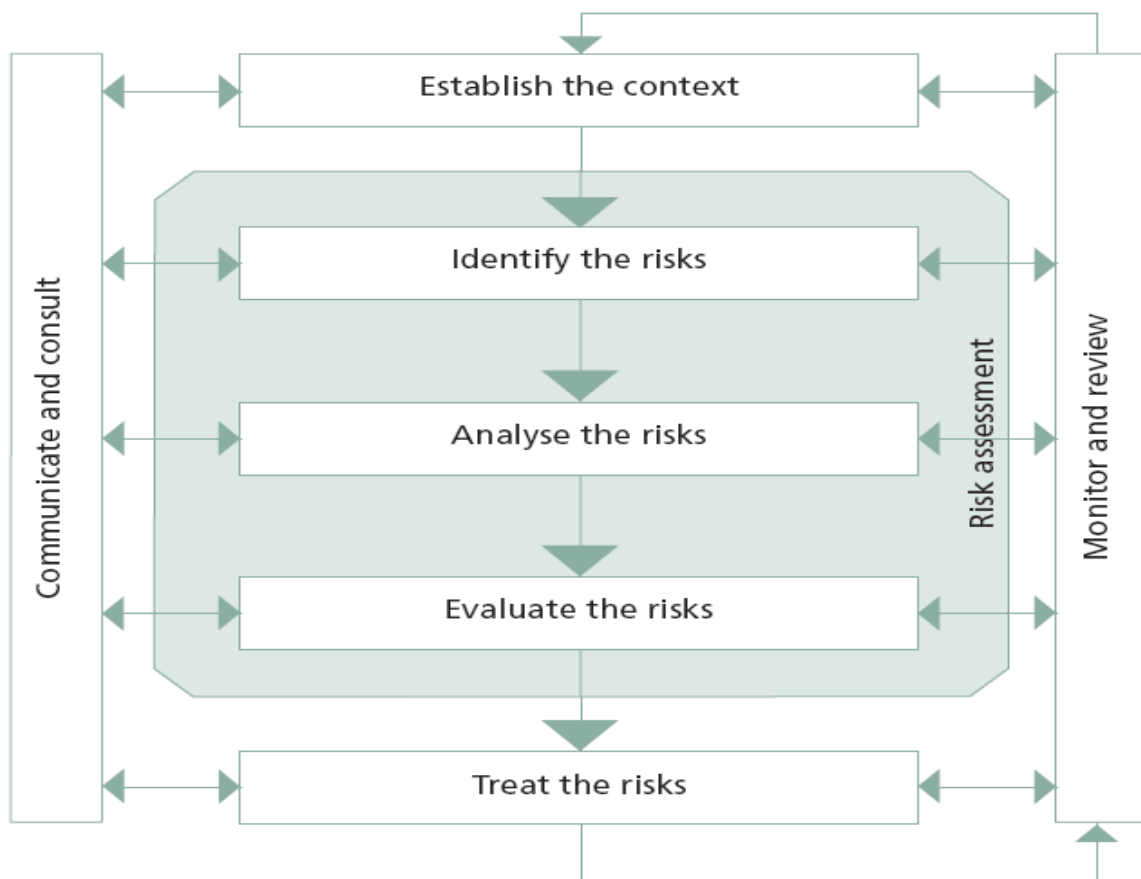 Establish the context
Identify the risks
Analyse the risks
Evaluate the risks
Treat the risks
Communicate and consult
Risk assessment
Monitor and review